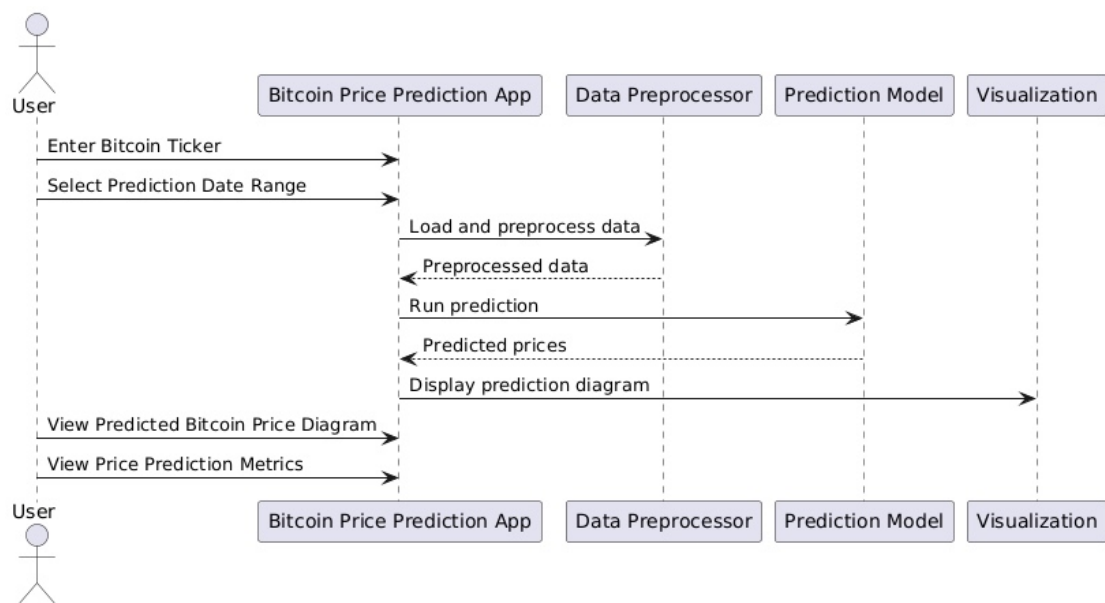 User
Bitcoin Price Prediction App
Data Preprocessor
Prediction Model
Visualization
Enter Bitcoin Ticker
Select Prediction Date Range
Load and preprocess data
Preprocessed data
Run prediction
Predicted prices
Display prediction diagram
View Predicted Bitcoin Price Diagram
View Price Prediction Metrics
User
Bitcoin Price Prediction App
Data Preprocessor
Prediction Model
Visualization